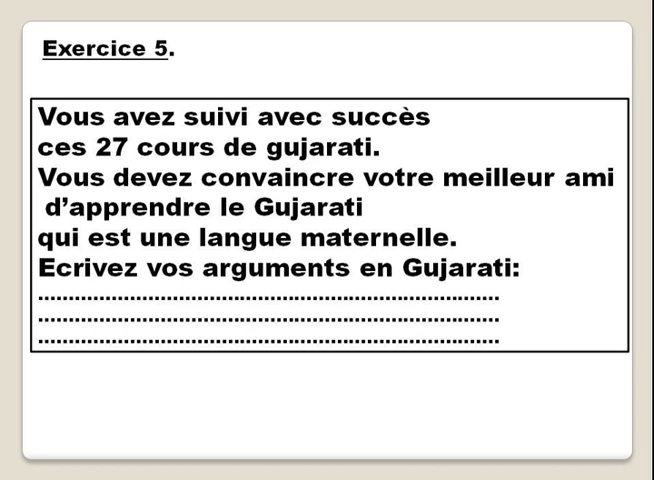 Exercice 5.
Vous avez suivi avec succès
ces 27 cours de gujarati.
Vous devez convaincre votre meilleur ami
d’apprendre le Gujarati
qui est une langue maternelle.
Ecrivez vos arguments en Gujarati:
...........................................................................
...........................................................................
...........................................................................